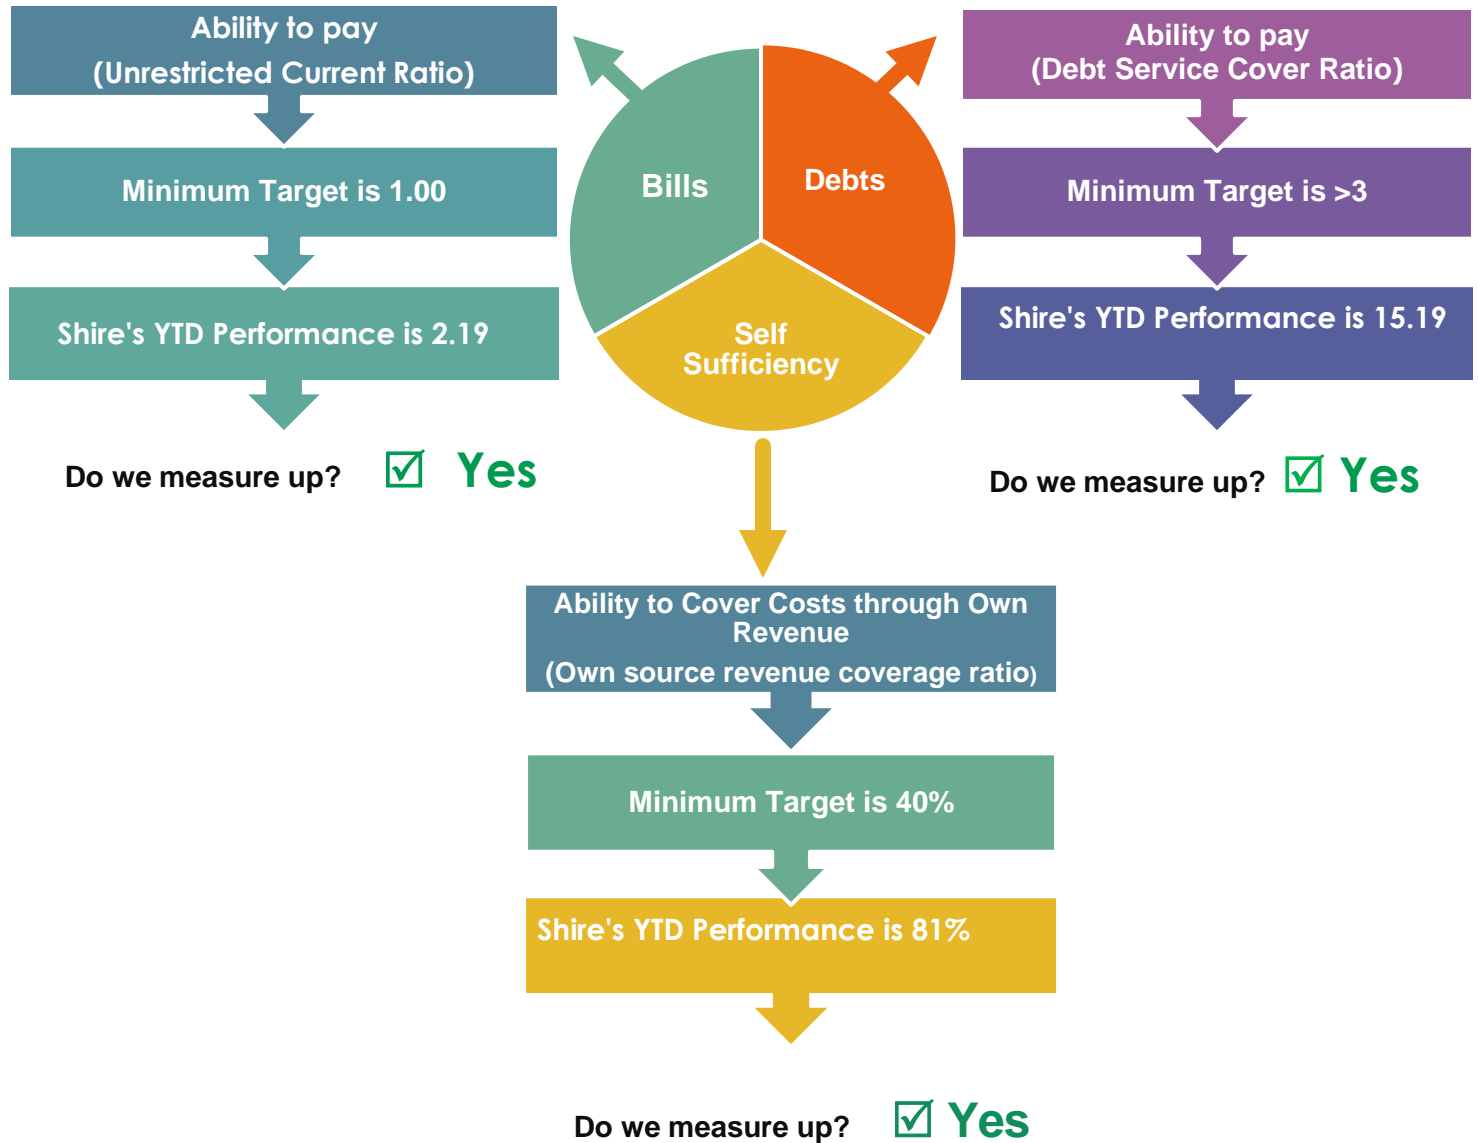 Ability to pay
(Unrestricted Current Ratio)
Minimum Target is 1.00
Shire's YTD Performance is 2.19
Do we measure up? ☑ Yes
Bills
Debts
Self
Sufficiency
Ability to pay
(Debt Service Cover Ratio)
Minimum Target is >3
Shire's YTD Performance is 15.19
Do we measure up? ☑ Yes
Ability to Cover Costs through Own
Revenue
(Own source revenue coverage ratio)
Minimum Target is 40%
Shire's YTD Performance is 81%
Do we measure up? ☑ Yes